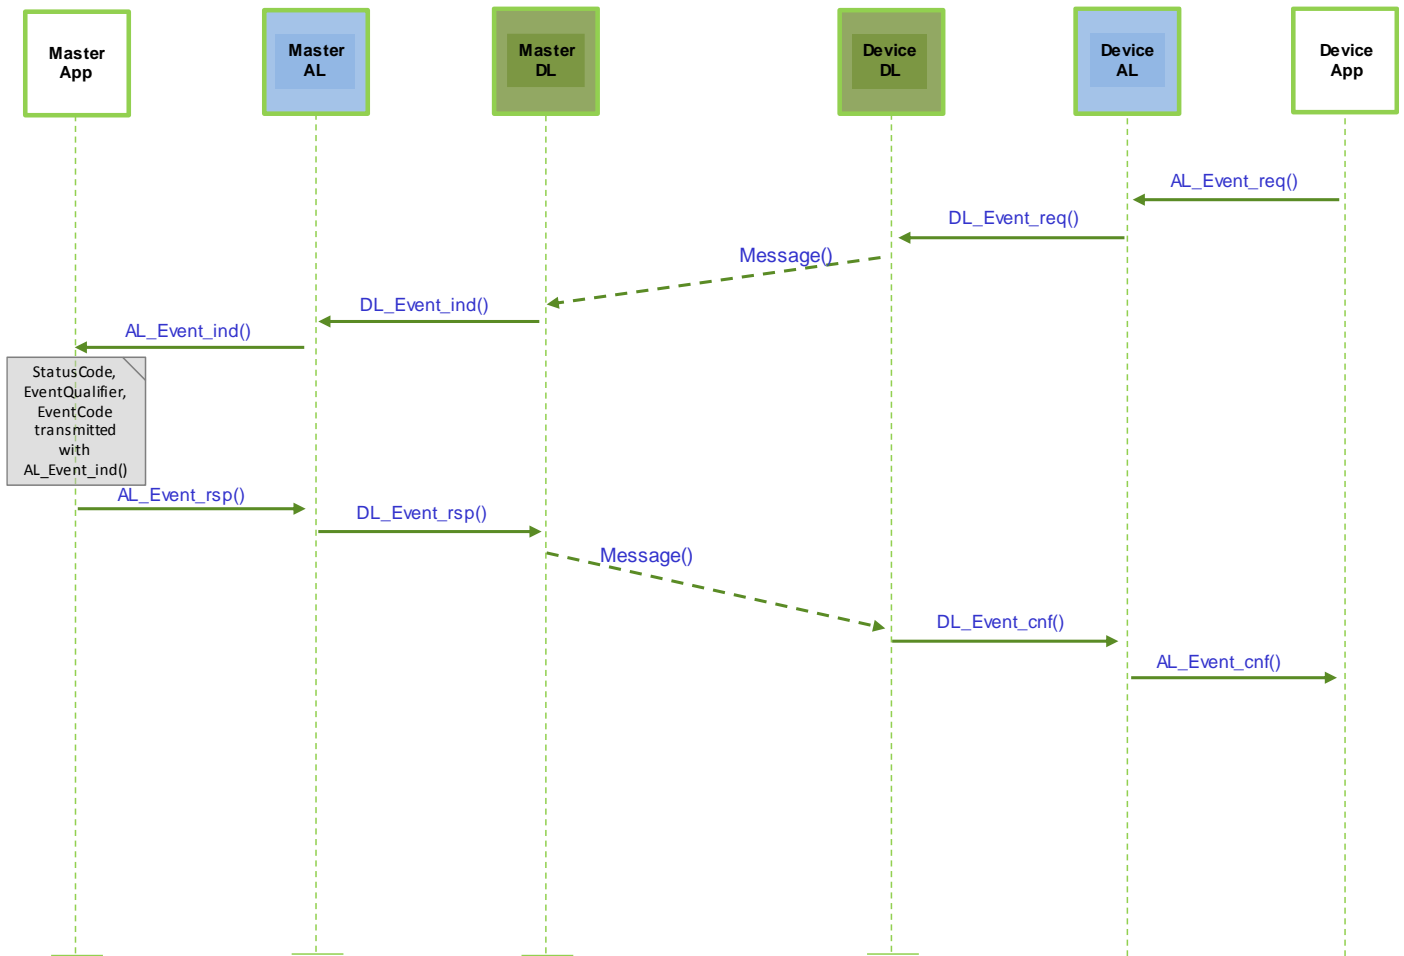 Master
App
Master
AL
Master
DL
Device
DL
Device
AL
Device
App
AL_Event_req()
DL_Event_req()
Message()
DL_Event_ind()
AL_Event_ind()
StatusCode,
EventQualifier,
EventCode
transmitted
with
AL_Event_ind()
AL_Event_rsp()
DL_Event_rsp()
Message()
DL_Event_cnf()
AL_Event_cnf()